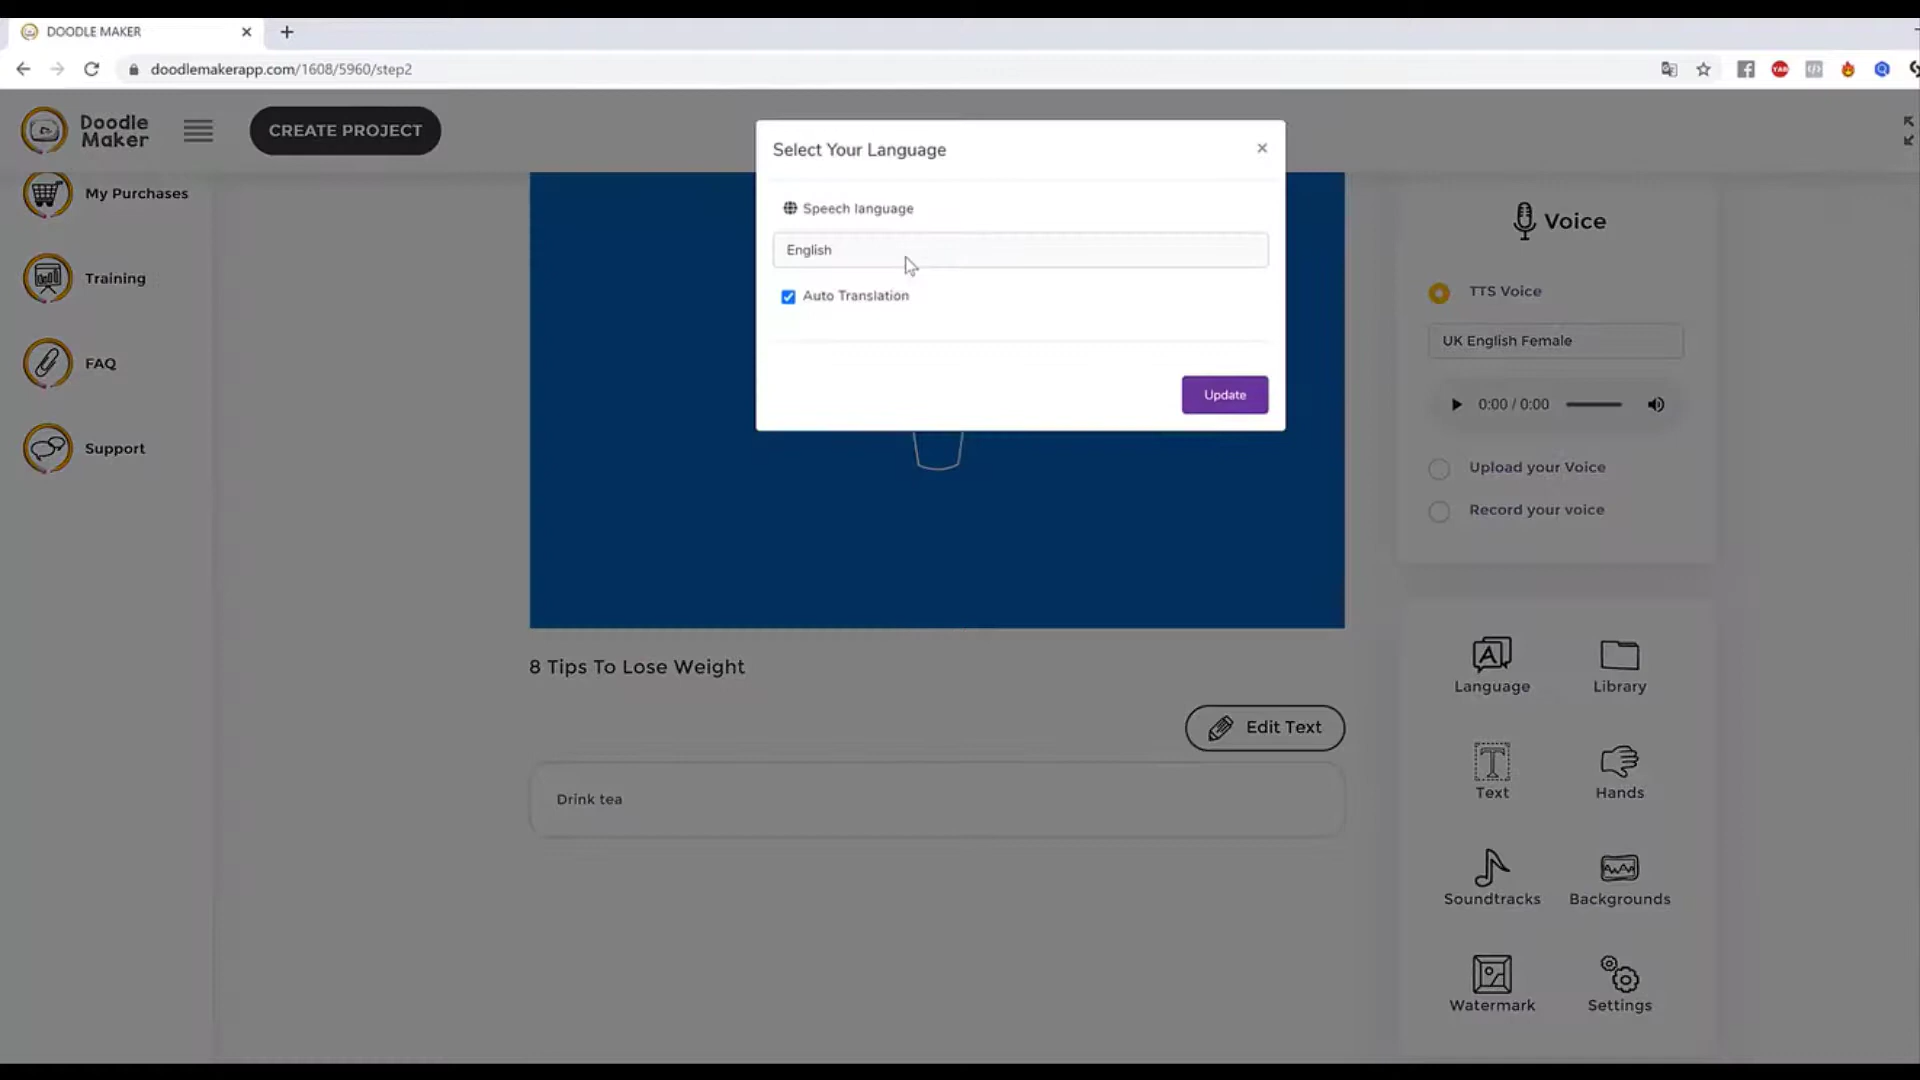 DOODLE MAKER
doodlemakerapp.com/1608/5960/step2
Doodle
Maker
CREATE PROJECT
My Purchases
Training
FAQ
Support
Select Your Language
Speech language
English
Auto Translation
Update
8 Tips To Lose Weight
Edit Text
Drink tea
Voice
TTS Voice
UK English Female
0:00 / 0:00
Upload your Voice
Record your voice
Language
Library
Text
Hands
Soundtracks
Backgrounds
Watermark
Settings